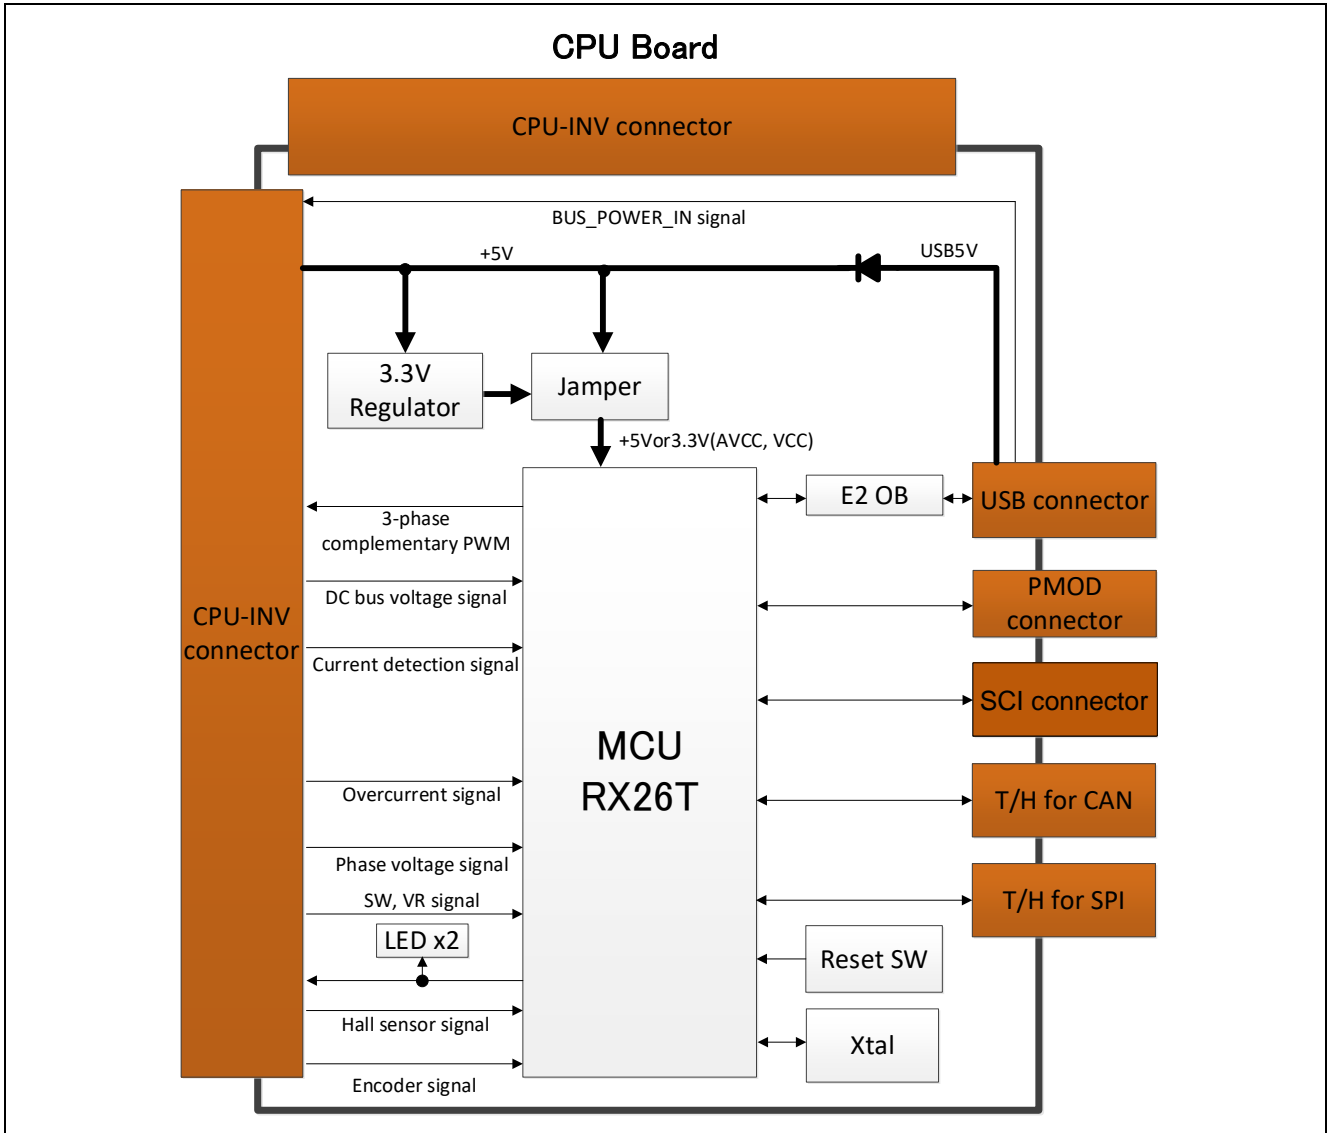 CPU Board
CPU-INV connector
BUS_POWER_IN signal
+5V
USB5V
3.3V
Regulator
Jamper
+5Vor3.3V(AVCC, VCC)
E2 OB
USB connector
3-phase
complementary PWM
DC bus voltage signal
PMOD
connector
CPU-INV
connector
Current detection signal
SCI connector
MCU
RX26T
Overcurrent signal
T/H for CAN
Phase voltage signal
SW, VR signal
T/H for SPI
LED x2
Reset SW
Hall sensor signal
Xtal
Encoder signal